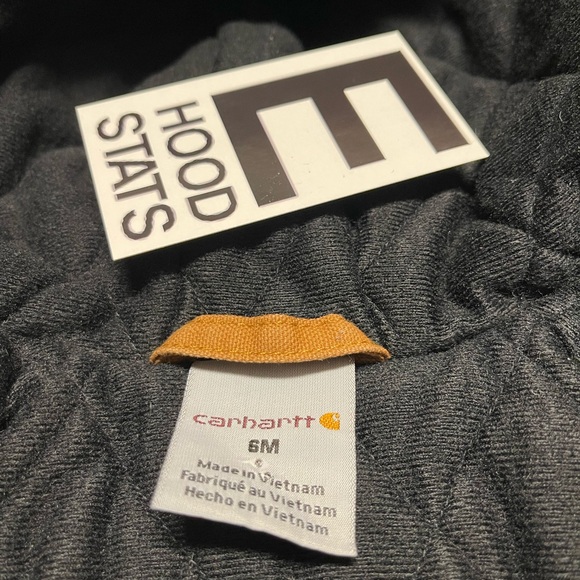 HOOD
STATS
E
carhartt
6M
Made in Vietnam
Fabriqué au Vietnam
Hecho en Vietnam